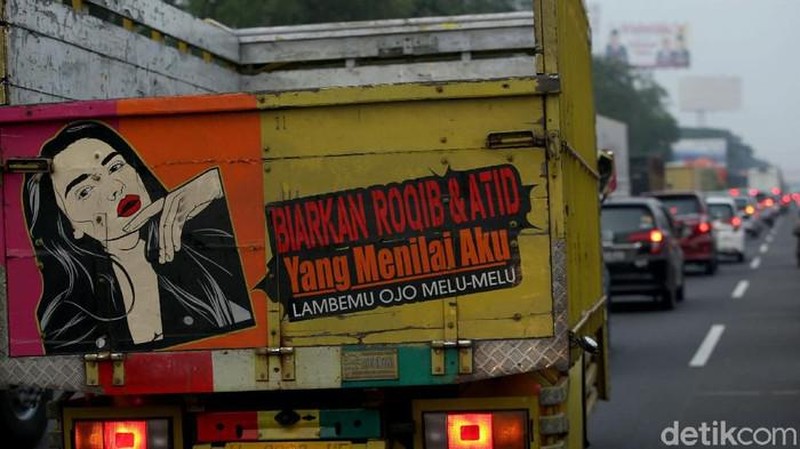 BIARKAN ROQIB & ATID
Yang Menilai Aku
LAMBEMU OJO MELU-MELU
detikcom